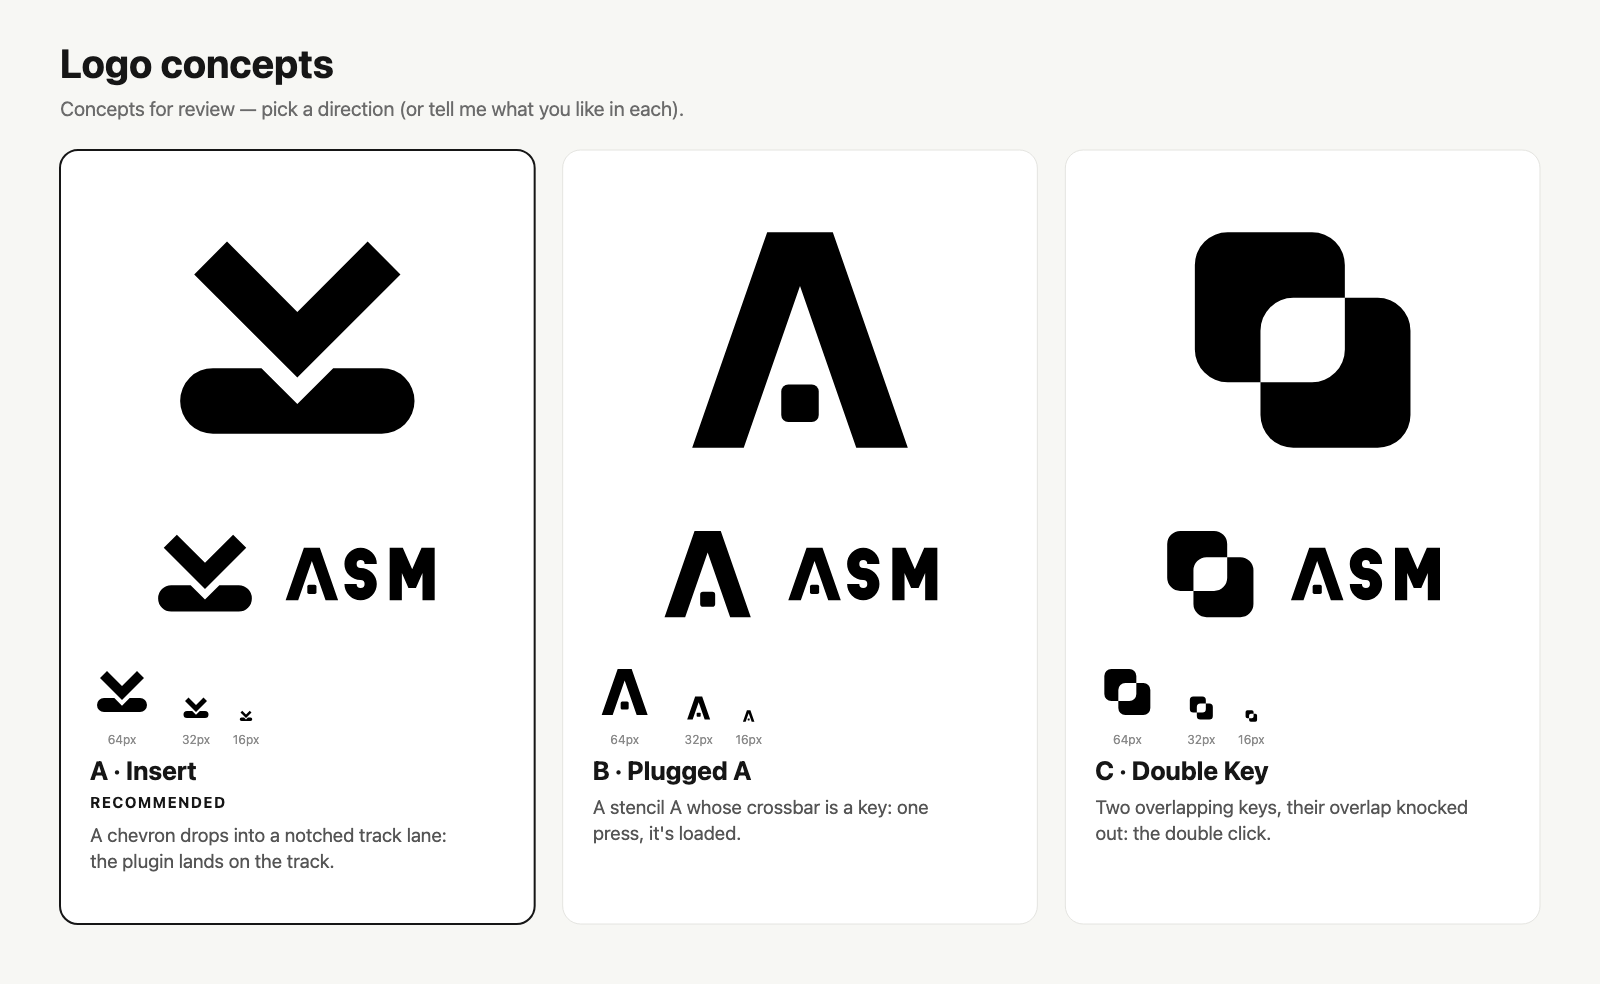 Logo concepts
Concepts for review — pick a direction (or tell me what you like in each).
ASM
64px 32px 16px
A · Insert
RECOMMENDED
A chevron drops into a notched track lane:
the plugin lands on the track.
A
A ASM
A A A
64px 32px 16px
B · Plugged A
A stencil A whose crossbar is a key: one
press, it's loaded.
ASM
64px 32px 16px
C · Double Key
Two overlapping keys, their overlap knocked
out: the double click.